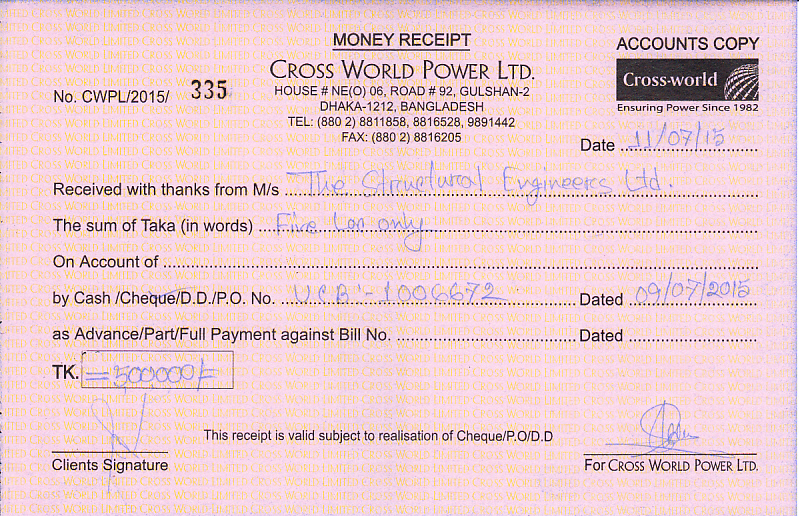 MONEY RECEIPT
ACCOUNTS COPY
CROSS WORLD POWER LTD.
Cross-world
Ensuring Power Since 1982
No. CWPL/2015/ 335
HOUSE # NE(O) 06, ROAD # 92, GULSHAN-2
DHAKA-1212, BANGLADESH
TEL: (880 2) 8811858, 8816528, 9891442
FAX: (880 2) 8816205
Date 11/07/15
Received with thanks from M/s The Structural Engineers Ltd.
The sum of Taka (in words) Five Lac only
On Account of
by Cash /Cheque/D.D./P.O. No. UCB:-1006672 Dated 09/07/2015
as Advance/Part/Full Payment against Bill No. Dated
TK. =500,000/=
This receipt is valid subject to realisation of Cheque/P.O/D.D
Clients Signature
For CROSS WORLD POWER LTD.